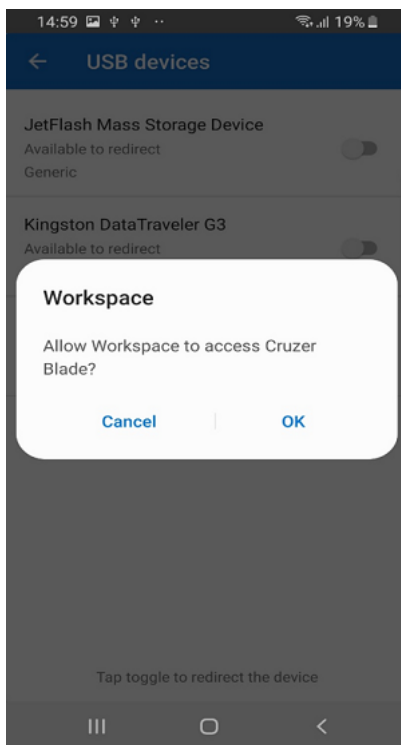 14:59 19%
USB devices
JetFlash Mass Storage Device
Available to redirect
Generic
Kingston DataTraveler G3
Available to redirect
Workspace
Allow Workspace to access Cruzer
Blade?
Cancel OK
Tap toggle to redirect the device